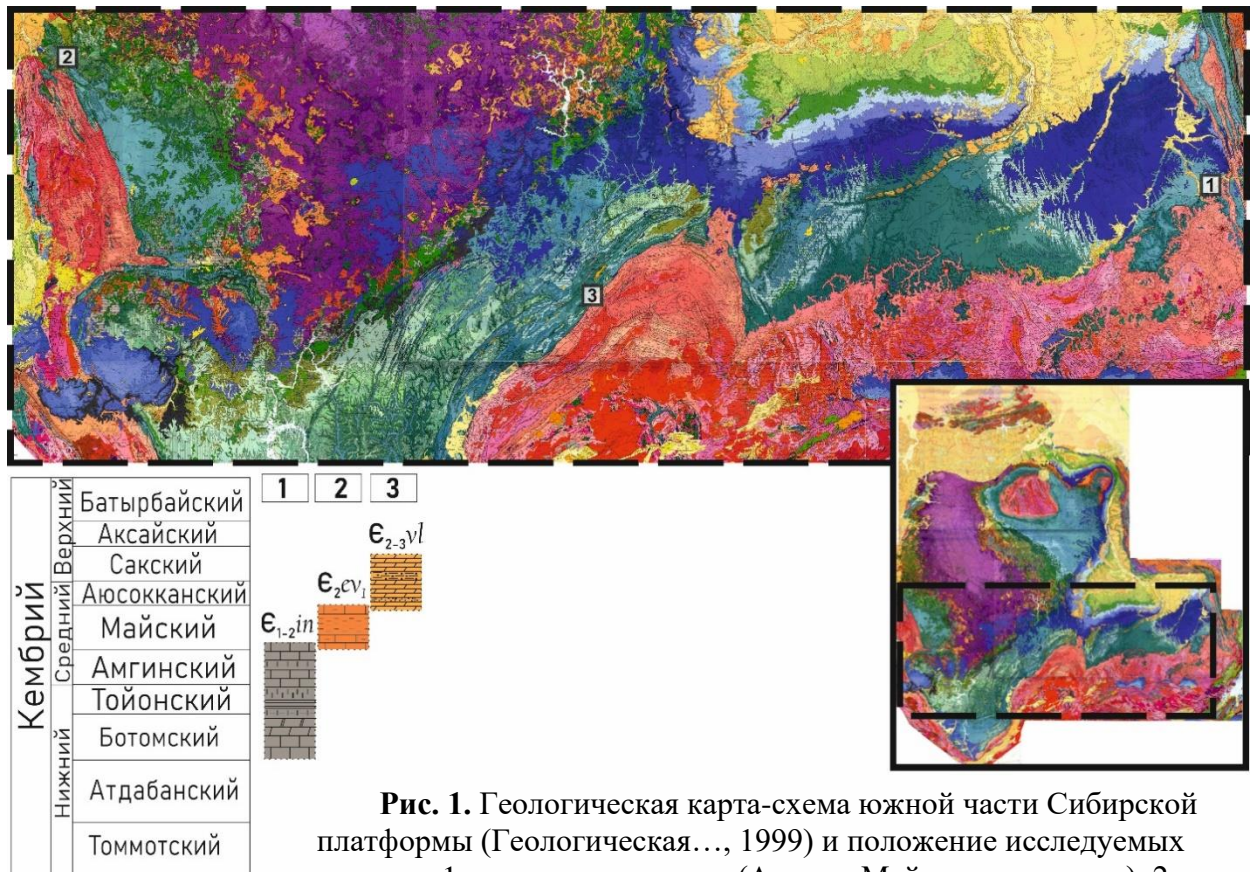 2
1
3
1 2 3
Кембрий
Верхний
Средний
Нижний
Батырбайский
Аксайский
Сакский
Аюсокканский
Майский
Амгинский
Тойонский
Ботомский
Атдабанский
Томмотский
Є₁₋₂in
Є₂ev₁
Є₂₋₃vl
Рис. 1. Геологическая карта-схема южной части Сибирской
платформы (Геологическая…, 1999) и положение исследуемых